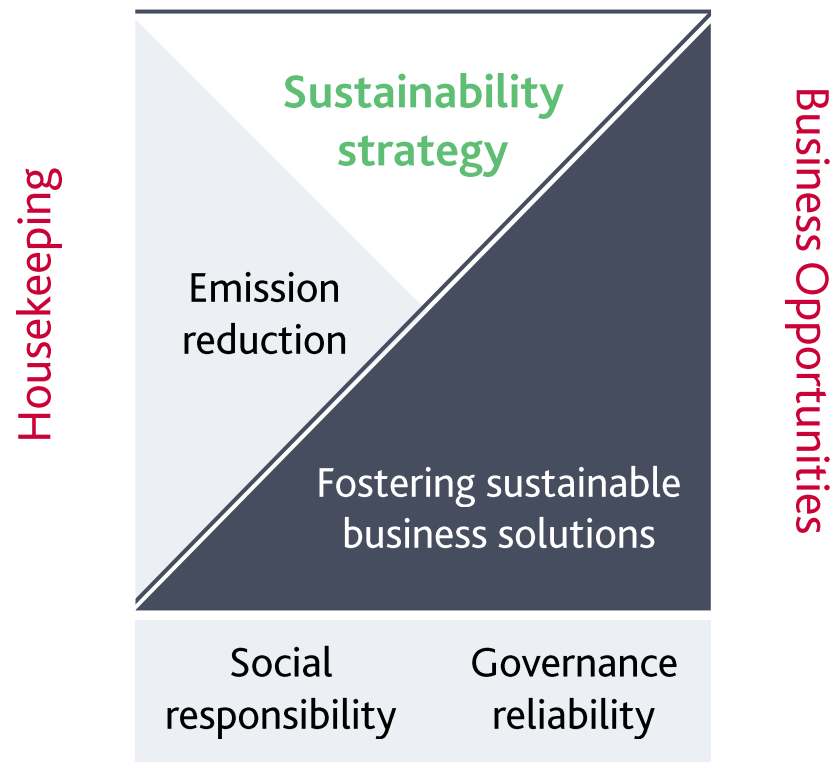 Sustainability
strategy
Housekeeping
Business Opportunities
Emission
reduction
Fostering sustainable
business solutions
Social
responsibility
Governance
reliability